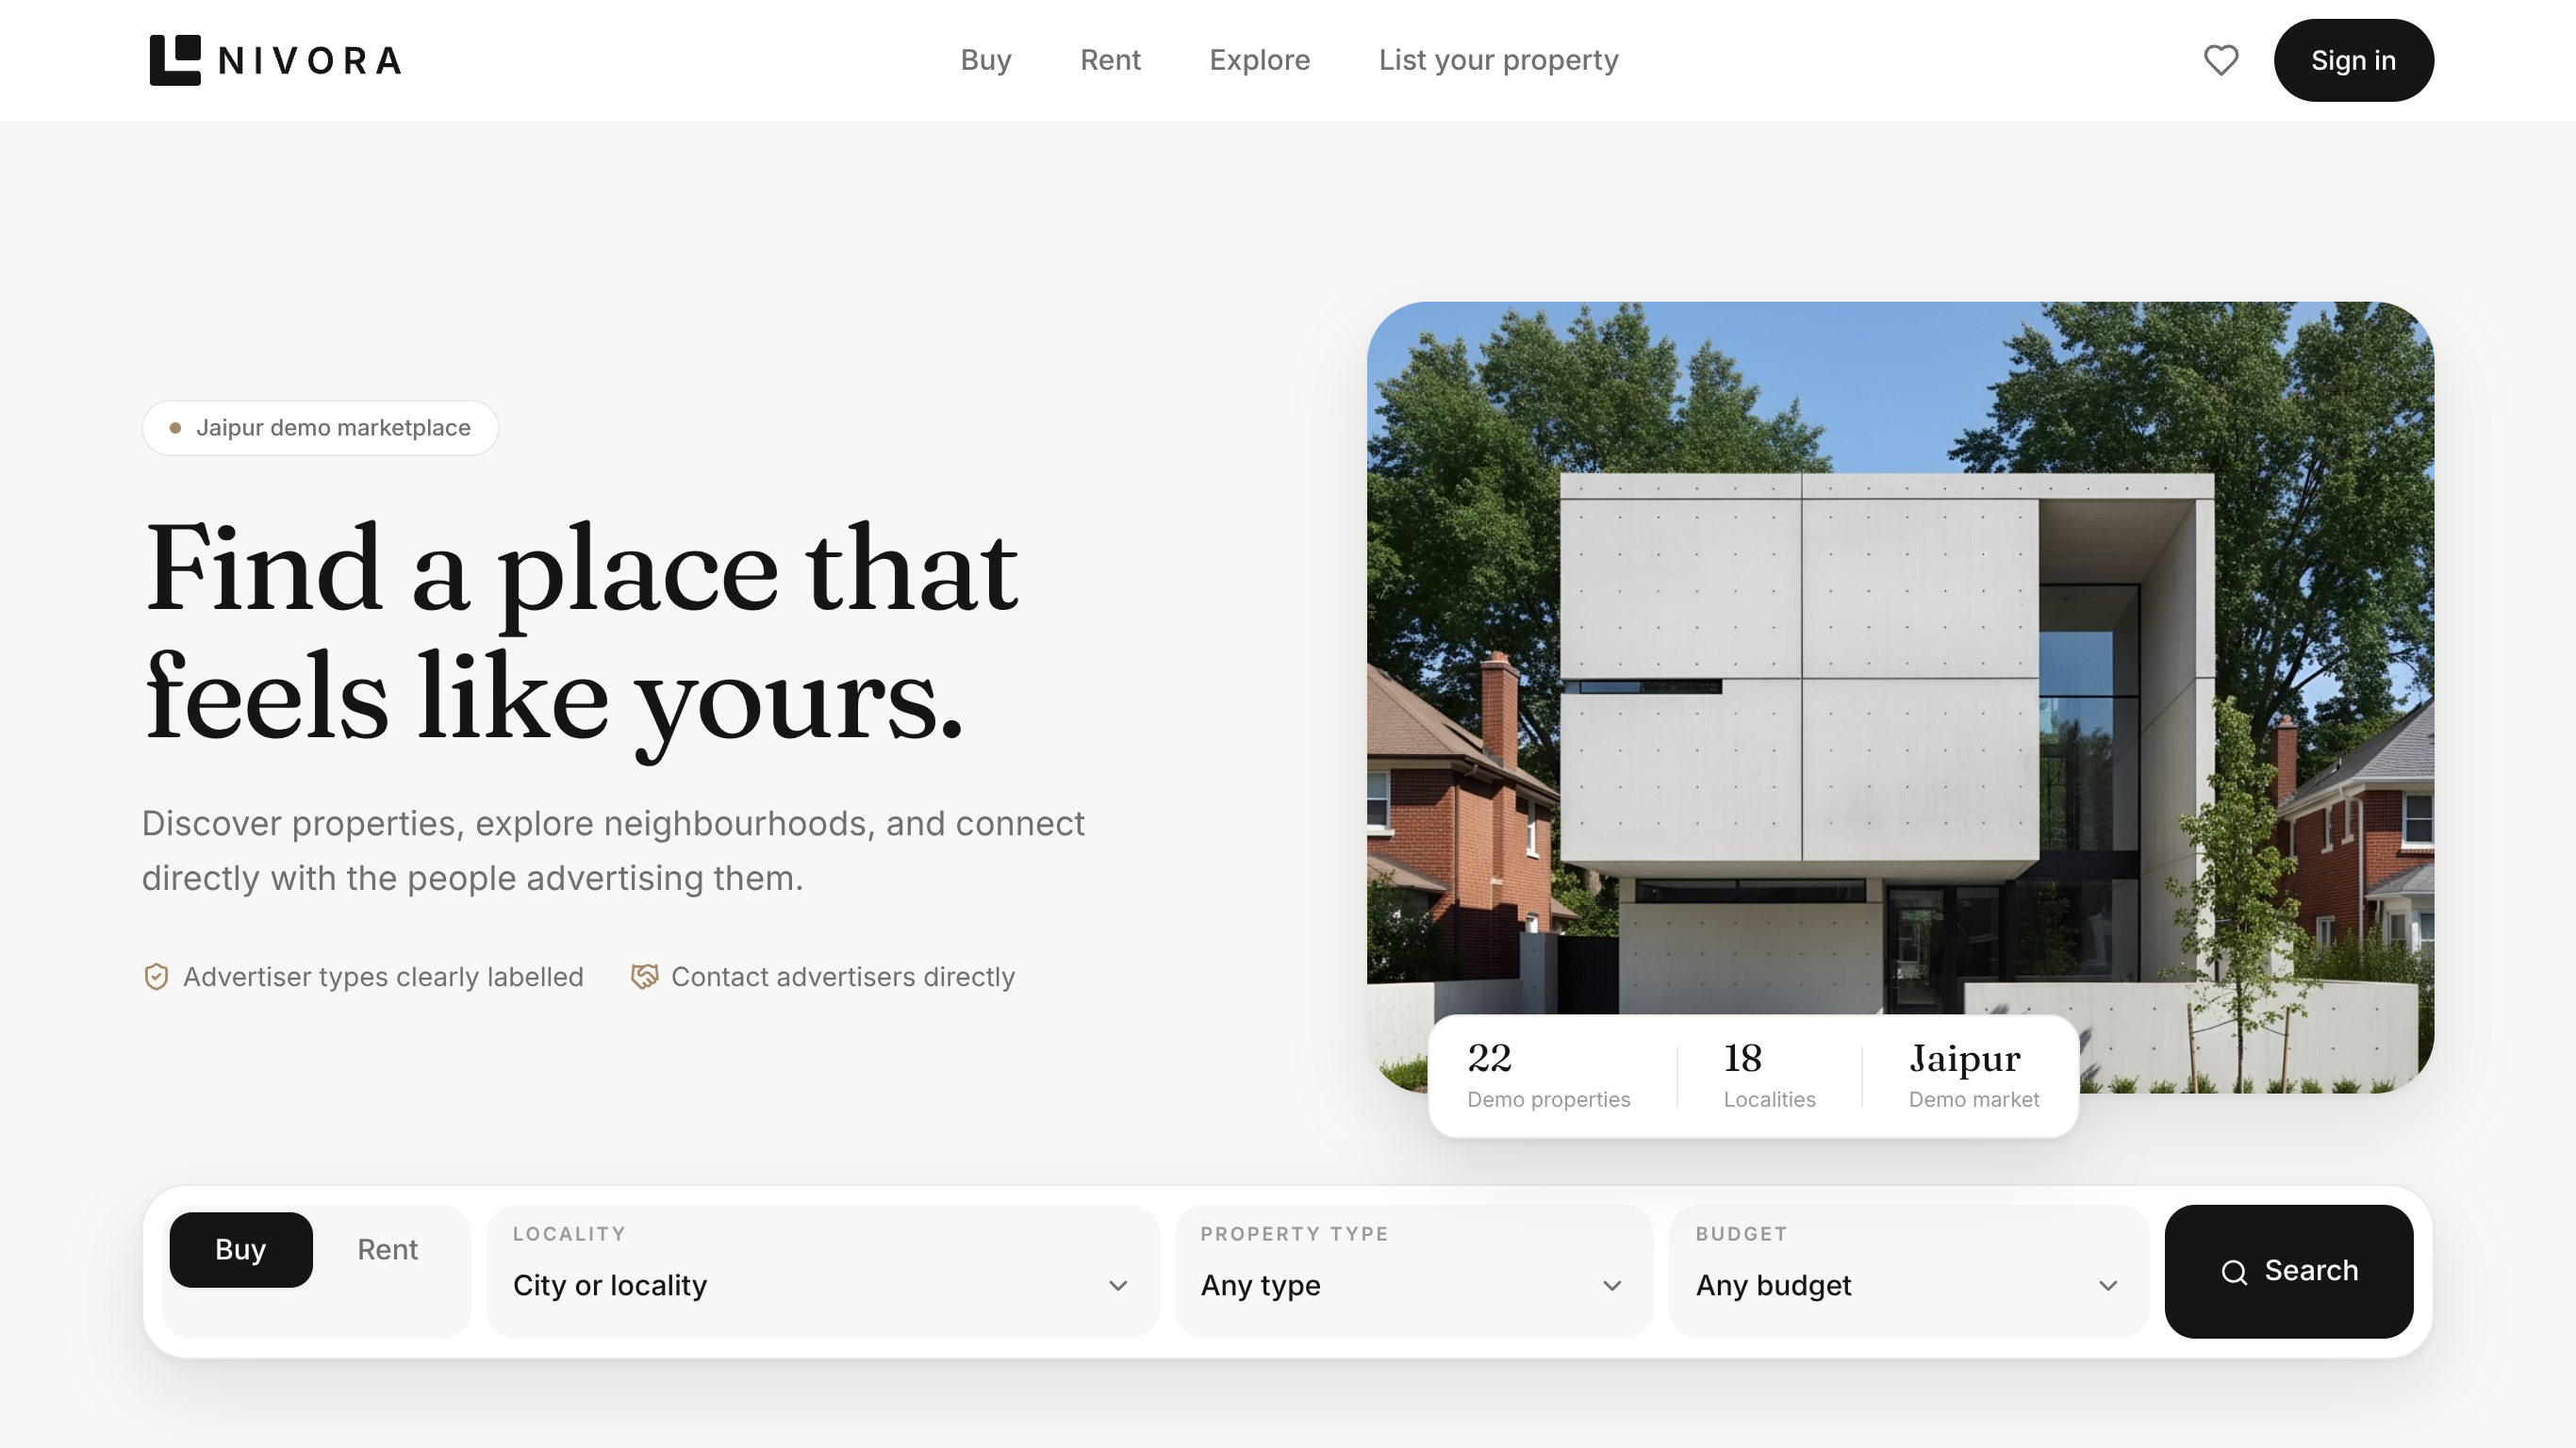 NIVORA
Buy
Rent
Explore
List your property
Sign in
Jaipur demo marketplace
Find a place that
feels like yours.
Discover properties, explore neighbourhoods, and connect
directly with the people advertising them.
Advertiser types clearly labelled
Contact advertisers directly
22
Demo properties
18
Localities
Jaipur
Demo market
Buy
Rent
LOCALITY
City or locality
PROPERTY TYPE
Any type
BUDGET
Any budget
Search